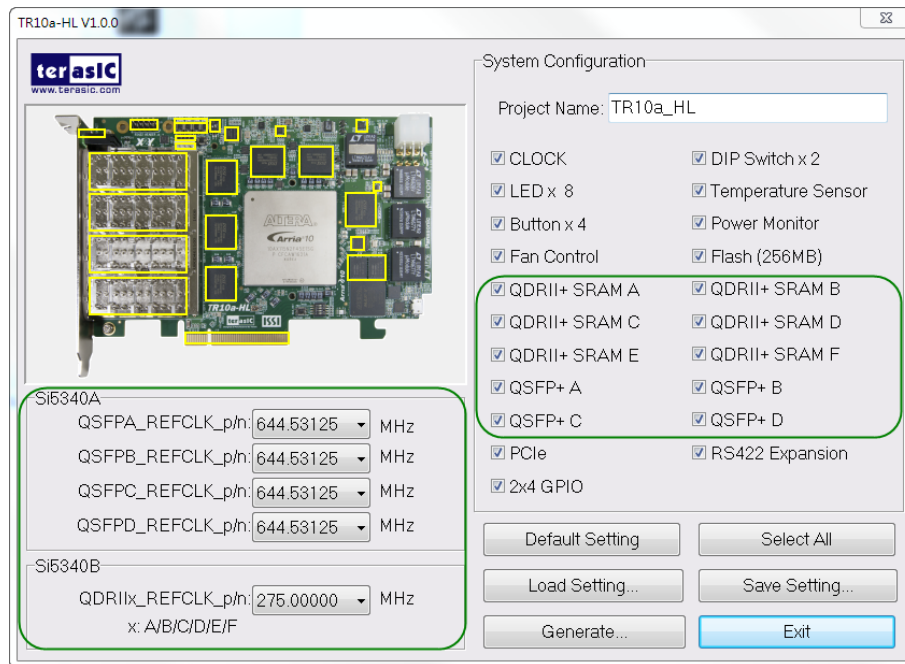 TR10a-HL V1.0.0
terasIC
www.terasic.com
X Y
ALTERA
Arria 10
TR10a-HL
terasIC ISSI
Si5340A
QSFPA_REFCLK_p/n: 644.53125 MHz
QSFPB_REFCLK_p/n: 644.53125 MHz
QSFPC_REFCLK_p/n: 644.53125 MHz
QSFPD_REFCLK_p/n: 644.53125 MHz
Si5340B
QDRIIx_REFCLK_p/n: 275.00000 MHz
x: A/B/C/D/E/F
System Configuration
Project Name: TR10a_HL
CLOCK DIP Switch x 2
LED x 8 Temperature Sensor
Button x 4 Power Monitor
Fan Control Flash (256MB)
QDRII+ SRAM A QDRII+ SRAM B
QDRII+ SRAM C QDRII+ SRAM D
QDRII+ SRAM E QDRII+ SRAM F
QSFP+ A QSFP+ B
QSFP+ C QSFP+ D
PCIe RS422 Expansion
2x4 GPIO
Default Setting Select All
Load Setting... Save Setting...
Generate... Exit